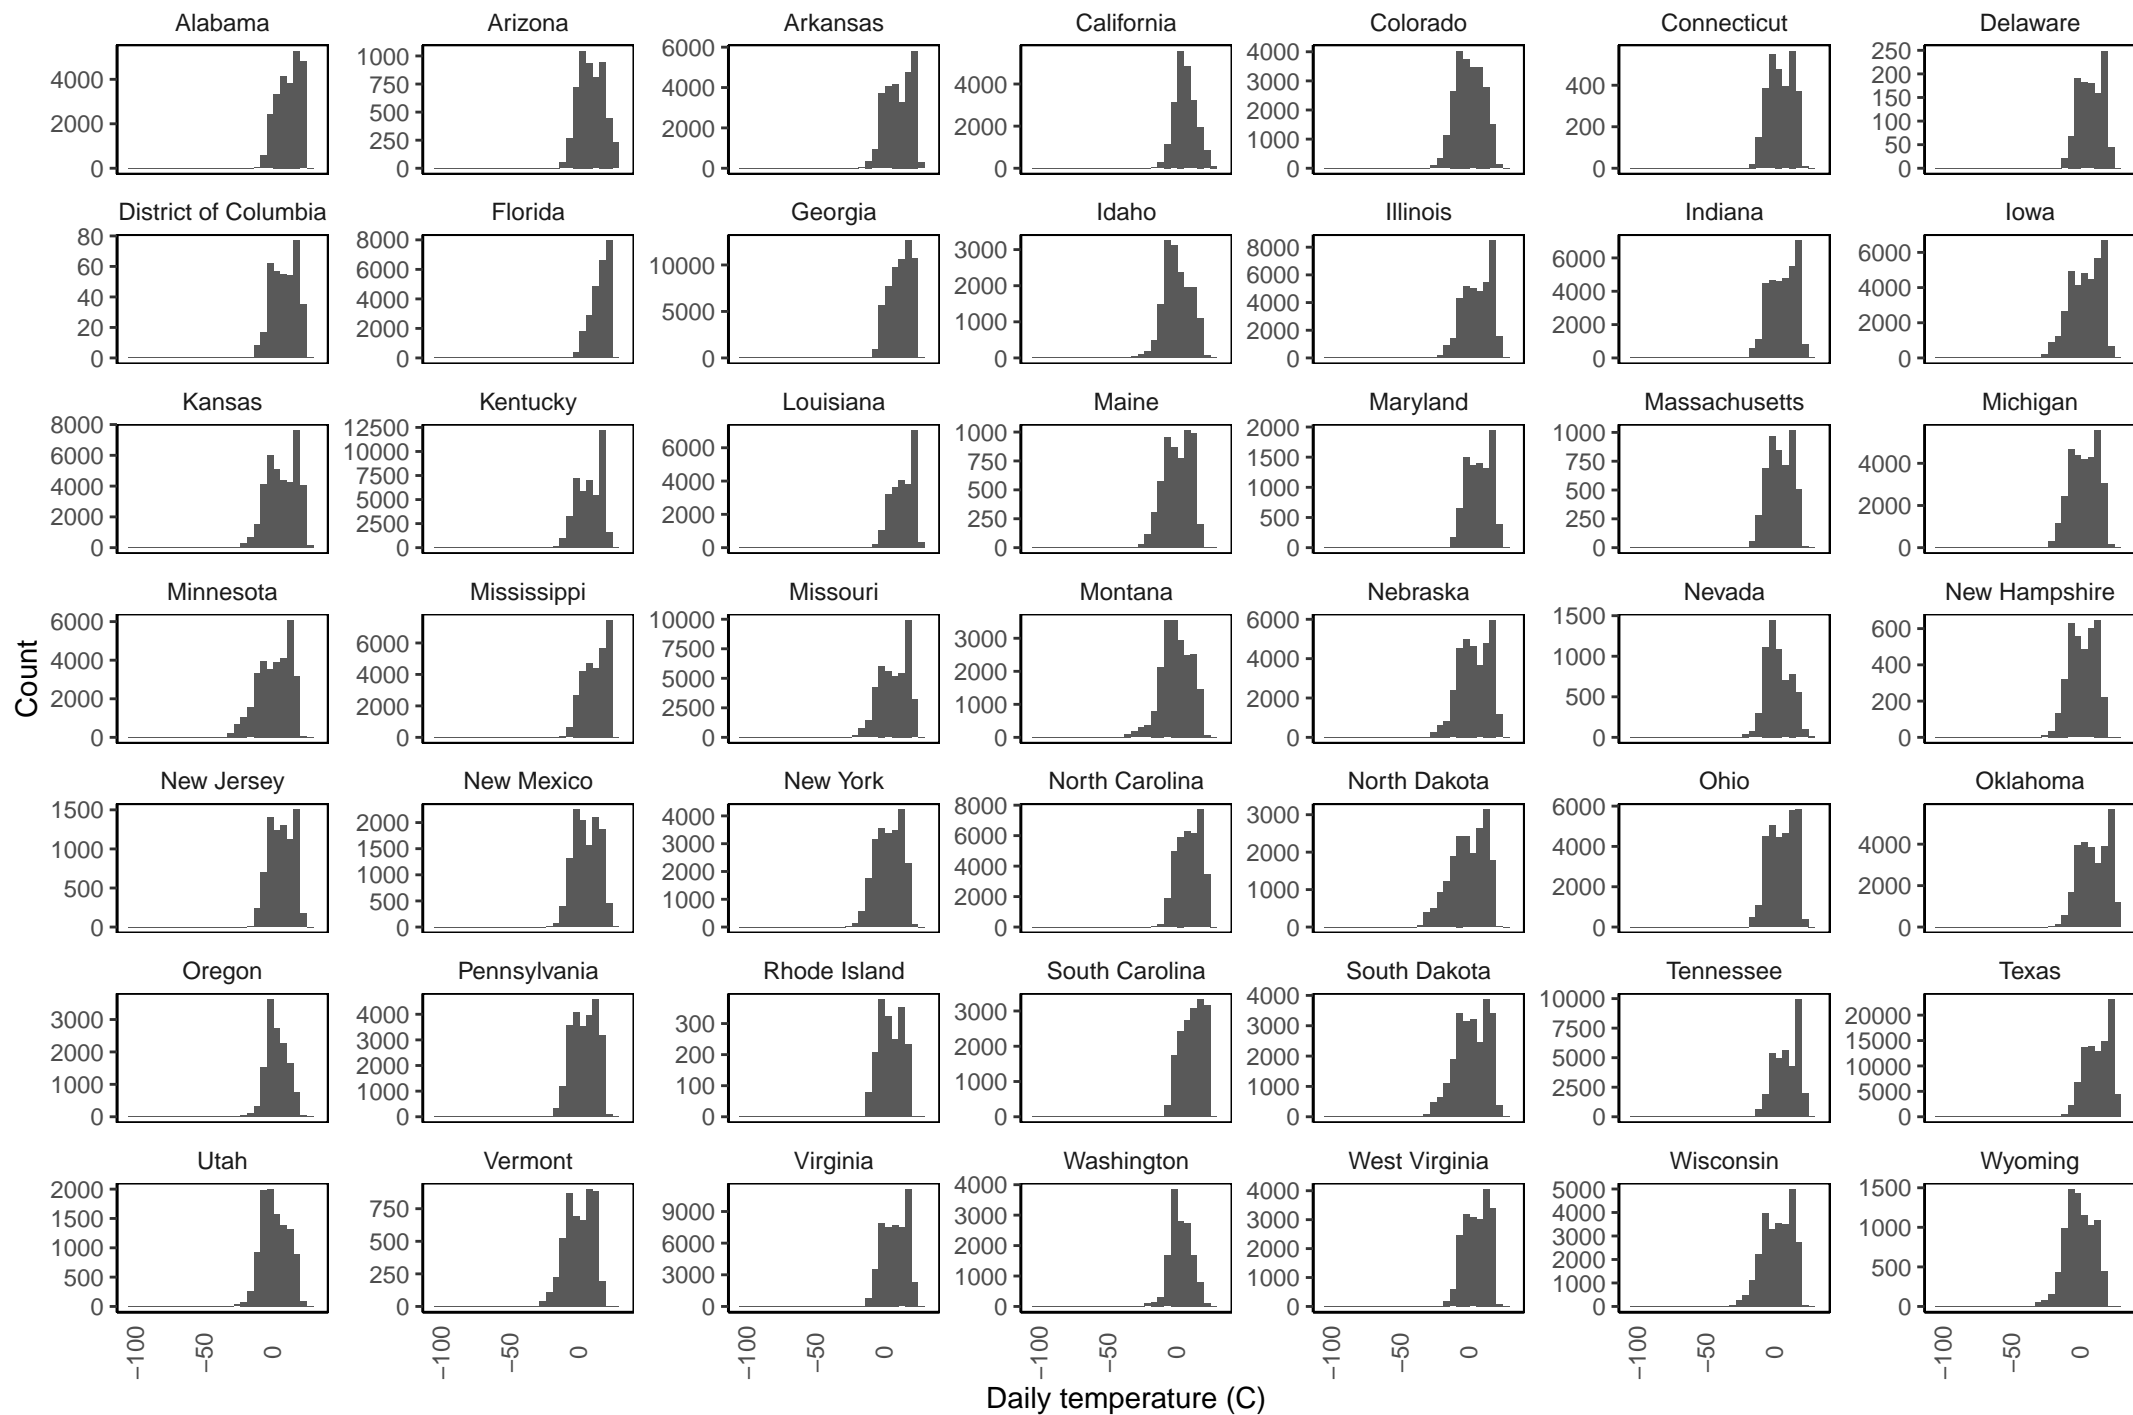 Alabama Arizona Arkansas California Colorado Connecticut Delaware
4000 2000 0
1000 750 500 250 0
6000 4000 2000 0
4000 2000 0
4000 3000 2000 1000 0
400 200 0
250 200 150 100 50 0
District of Columbia Florida Georgia Idaho Illinois Indiana Iowa
80 60 40 20 0
8000 6000 4000 2000 0
10000 5000 0
3000 2000 1000 0
8000 6000 4000 2000 0
6000 4000 2000 0
6000 4000 2000 0
Kansas Kentucky Louisiana Maine Maryland Massachusetts Michigan
8000 6000 4000 2000 0
12500 10000 7500 5000 2500 0
6000 4000 2000 0
1000 750 500 250 0
2000 1500 1000 500 0
1000 750 500 250 0
4000 2000 0
Minnesota Mississippi Missouri Montana Nebraska Nevada New Hampshire
6000 4000 2000 0
6000 4000 2000 0
10000 7500 5000 2500 0
3000 2000 1000 0
6000 4000 2000 0
1500 1000 500 0
600 400 200 0
Count
New Jersey New Mexico New York North Carolina North Dakota Ohio Oklahoma
1500 1000 500 0
2000 1500 1000 500 0
4000 3000 2000 1000 0
8000 6000 4000 2000 0
3000 2000 1000 0
6000 4000 2000 0
4000 2000 0
Oregon Pennsylvania Rhode Island South Carolina South Dakota Tennessee Texas
3000 2000 1000 0
4000 3000 2000 1000 0
300 200 100 0
3000 2000 1000 0
4000 3000 2000 1000 0
10000 7500 5000 2500 0
20000 15000 10000 5000 0
Utah Vermont Virginia Washington West Virginia Wisconsin Wyoming
2000 1500 1000 500 0
750 500 250 0
9000 6000 3000 0
4000 3000 2000 1000 0
4000 3000 2000 1000 0
5000 4000 3000 2000 1000 0
1500 1000 500 0
−100 −50 0 −100 −50 0 −100 −50 0 −100 −50 0 −100 −50 0 −100 −50 0 −100 −50 0
Daily temperature (C)